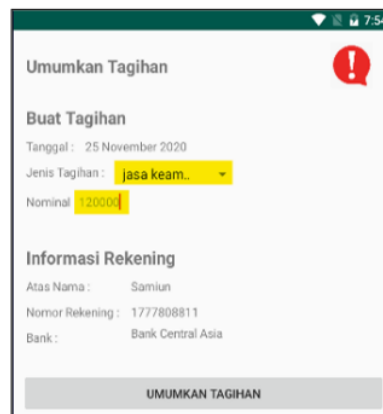 7:54
Umumkan Tagihan
Buat Tagihan
Tanggal : 25 November 2020
Jenis Tagihan : jasa keam..
Nominal 120000
Informasi Rekening
Atas Nama : Samiun
Nomor Rekening : 1777808811
Bank : Bank Central Asia
UMUMKAN TAGIHAN